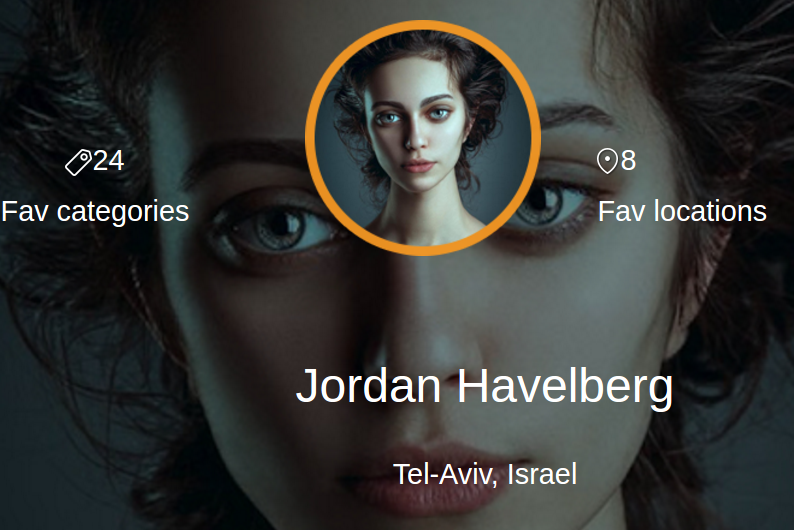 24
8
Fav categories
Fav locations
Jordan Havelberg
Tel-Aviv, Israel